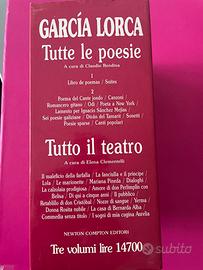 GARCÍA LORCA
Tutte le poesie
A cura di Claudio Rendina
1
Libro de poemas / Suites
2
Poema del Cante jondo / Canzoni /
Romancero gitano / Odi / Poeta a New York /
Lamento per Ignacio Sánchez Mejías /
Sei poesie galiziane / Diván del Tamarit / Sonetti
Poesie sparse / Canti popolari
Tutto il teatro
A cura di Elena Clementelli
Il maleficio della farfalla / La fanciulla e il principe
Lola / Le marionette / Mariana Pineda / Dialoghi
La calzolaia prodigiosa / Amore di don Perlimplín con
Belisa / Di qui a cinque anni / Il pubblico /
Retablillo di don Cristóbal / Nozze di sangue / Yerma
Donna Rosita nubile / La casa di Bernarda Alba /
Commedia senza titolo / I sogni di mia cugina Aurelia
NEWTON COMPTON EDITORI
Tre volumi lire 14700
subito